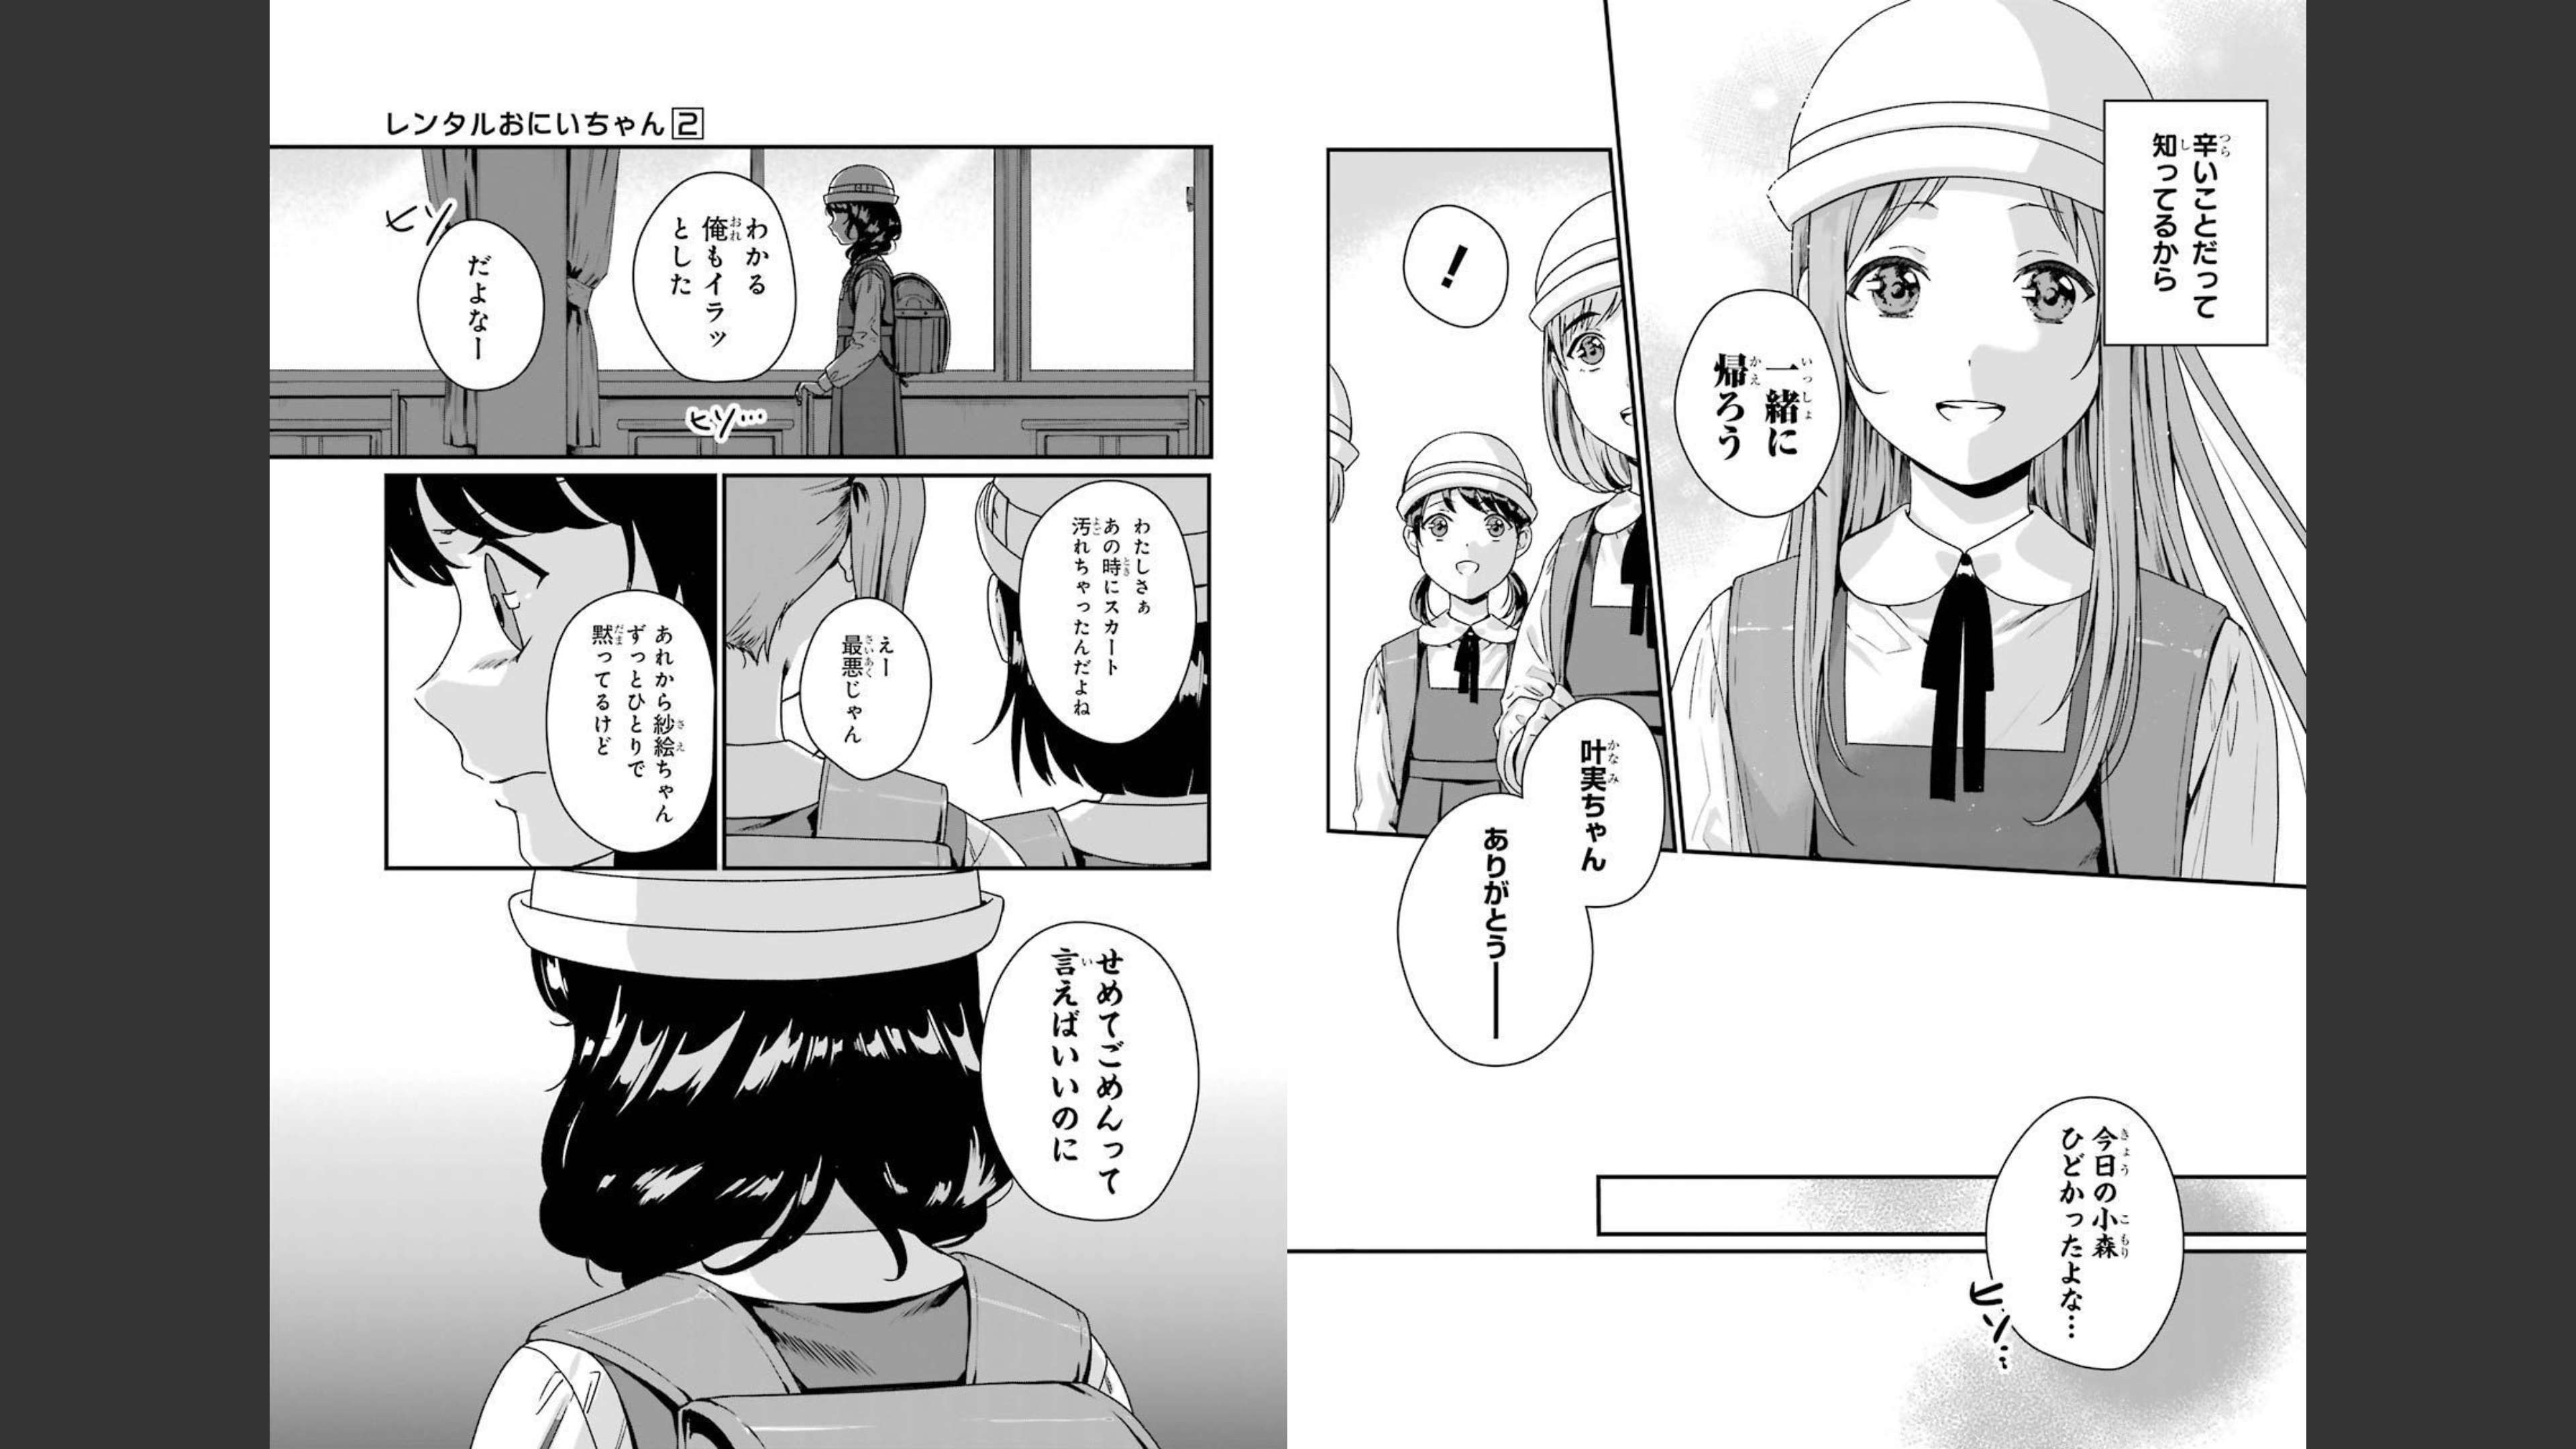 辛いことだって
知ってるから
一緒に
帰ろう
！
叶実ちゃん
ありがとう――
今日の小森
ひどかったよな…
ヒソ…
レンタルおにいちゃん2
わかる
俺もイラッ
とした
ヒソ…
だよなー
ヒソ
わたしさぁ
あの時にスカート
汚れちゃったんだよね
えー
最悪じゃん
あれから紗絵ちゃん
ずっとひとりで
黙ってるけど
せめてごめんって
言えばいいのに